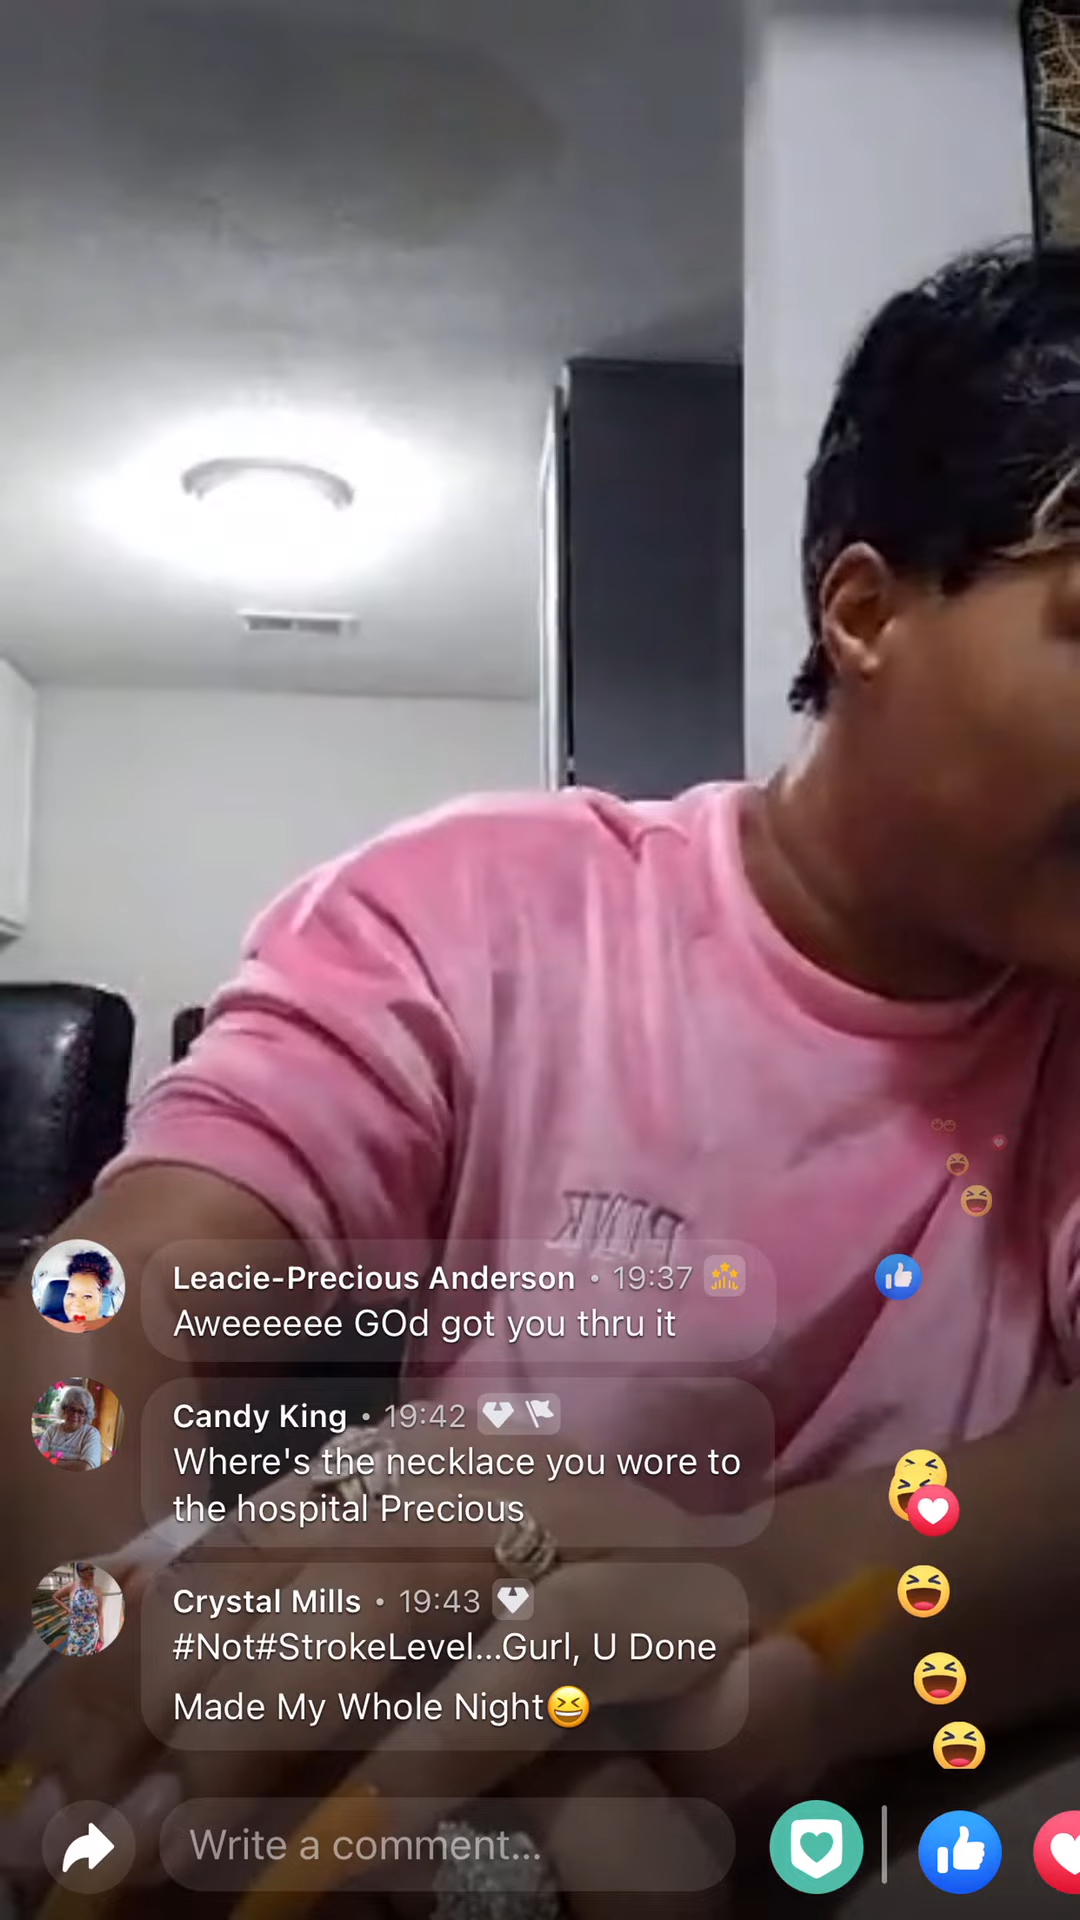 PINK
Leacie-Precious Anderson • 19:37
Aweeeeee GOd got you thru it
Candy King • 19:42
Where's the necklace you wore to
the hospital Precious
Crystal Mills • 19:43
#Not#StrokeLevel...Gurl, U Done
Made My Whole Night😆
Write a comment...